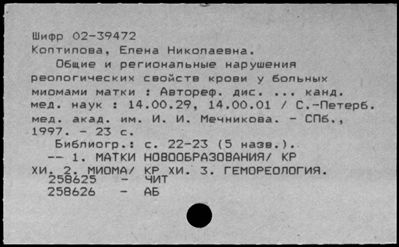 Шифр 02-39472
Коптилова, Елена Николаевна.
Общие и региональные нарушения
реологических свойств крови у больных
миомами матки : Автореф. дис. ... канд.
мед. наук : 14.00.29, 14.00.01 / С.-Петерб.
мед. акад. им. И. И. Мечникова. - СПб.,
1997. - 23 с.
Библиогр.: с. 22-23 (5 назв.).
-- 1. МАТКИ НОВООБРАЗОВАНИЯ/ КР
ХИ. 2. МИОМА/ КР ХИ. 3. ГЕМОРЕОЛОГИЯ.
258625 - ЧИТ
258626 - АБ